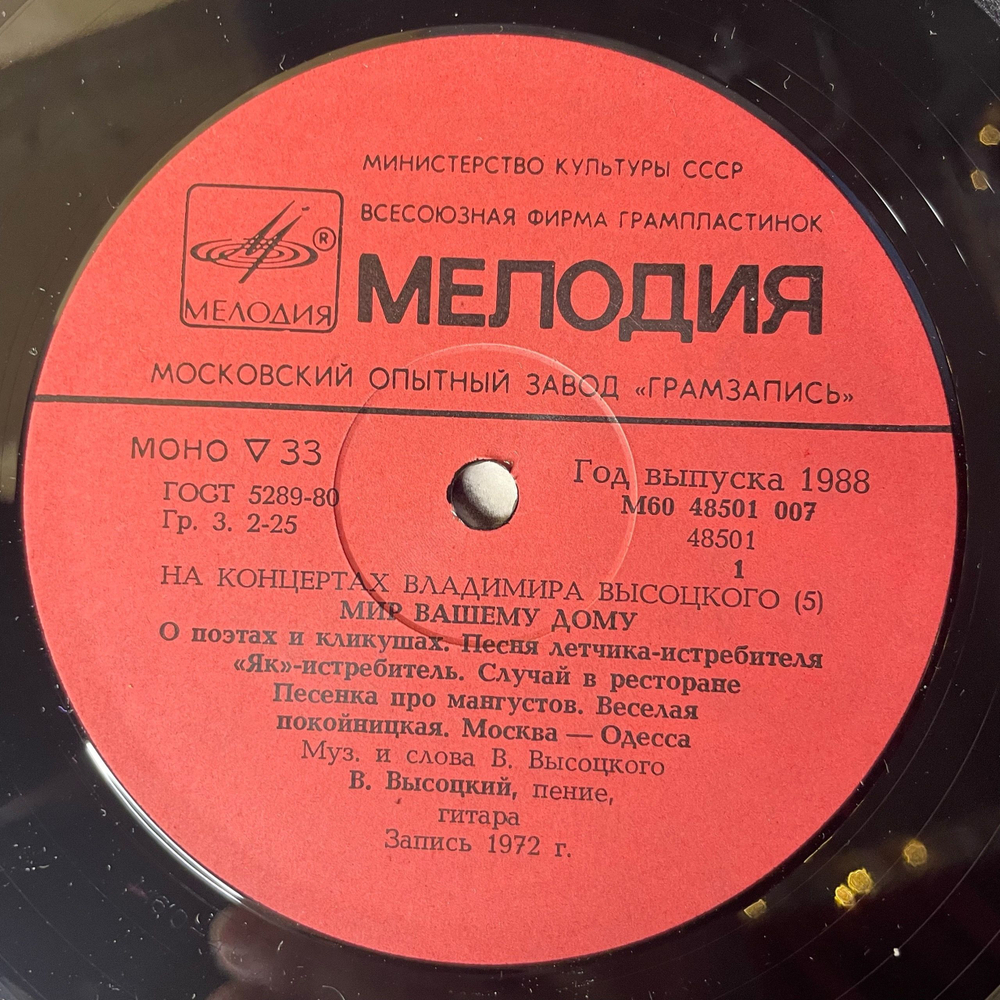 МИНИСТЕРСТВО КУЛЬТУРЫ СССР
ВСЕСОЮЗНАЯ ФИРМА ГРАМПЛАСТИНОК
®
МЕЛОДИЯ
МЕЛОДИЯ
МОСКОВСКИЙ ОПЫТНЫЙ ЗАВОД «ГРАМЗАПИСЬ»
МОНО ▽ 33
ГОСТ 5289-80
Гр. 3. 2-25
Год выпуска 1988
М60 48501 007
48501
1
НА КОНЦЕРТАХ ВЛАДИМИРА ВЫСОЦКОГО (5)
МИР ВАШЕМУ ДОМУ
О поэтах и кликушах. Песня летчика-истребителя
«Як»-истребитель. Случай в ресторане
Песенка про мангустов. Веселая
покойницкая. Москва — Одесса
Муз. и слова В. Высоцкого
В. Высоцкий, пение,
гитара
Запись 1972 г.